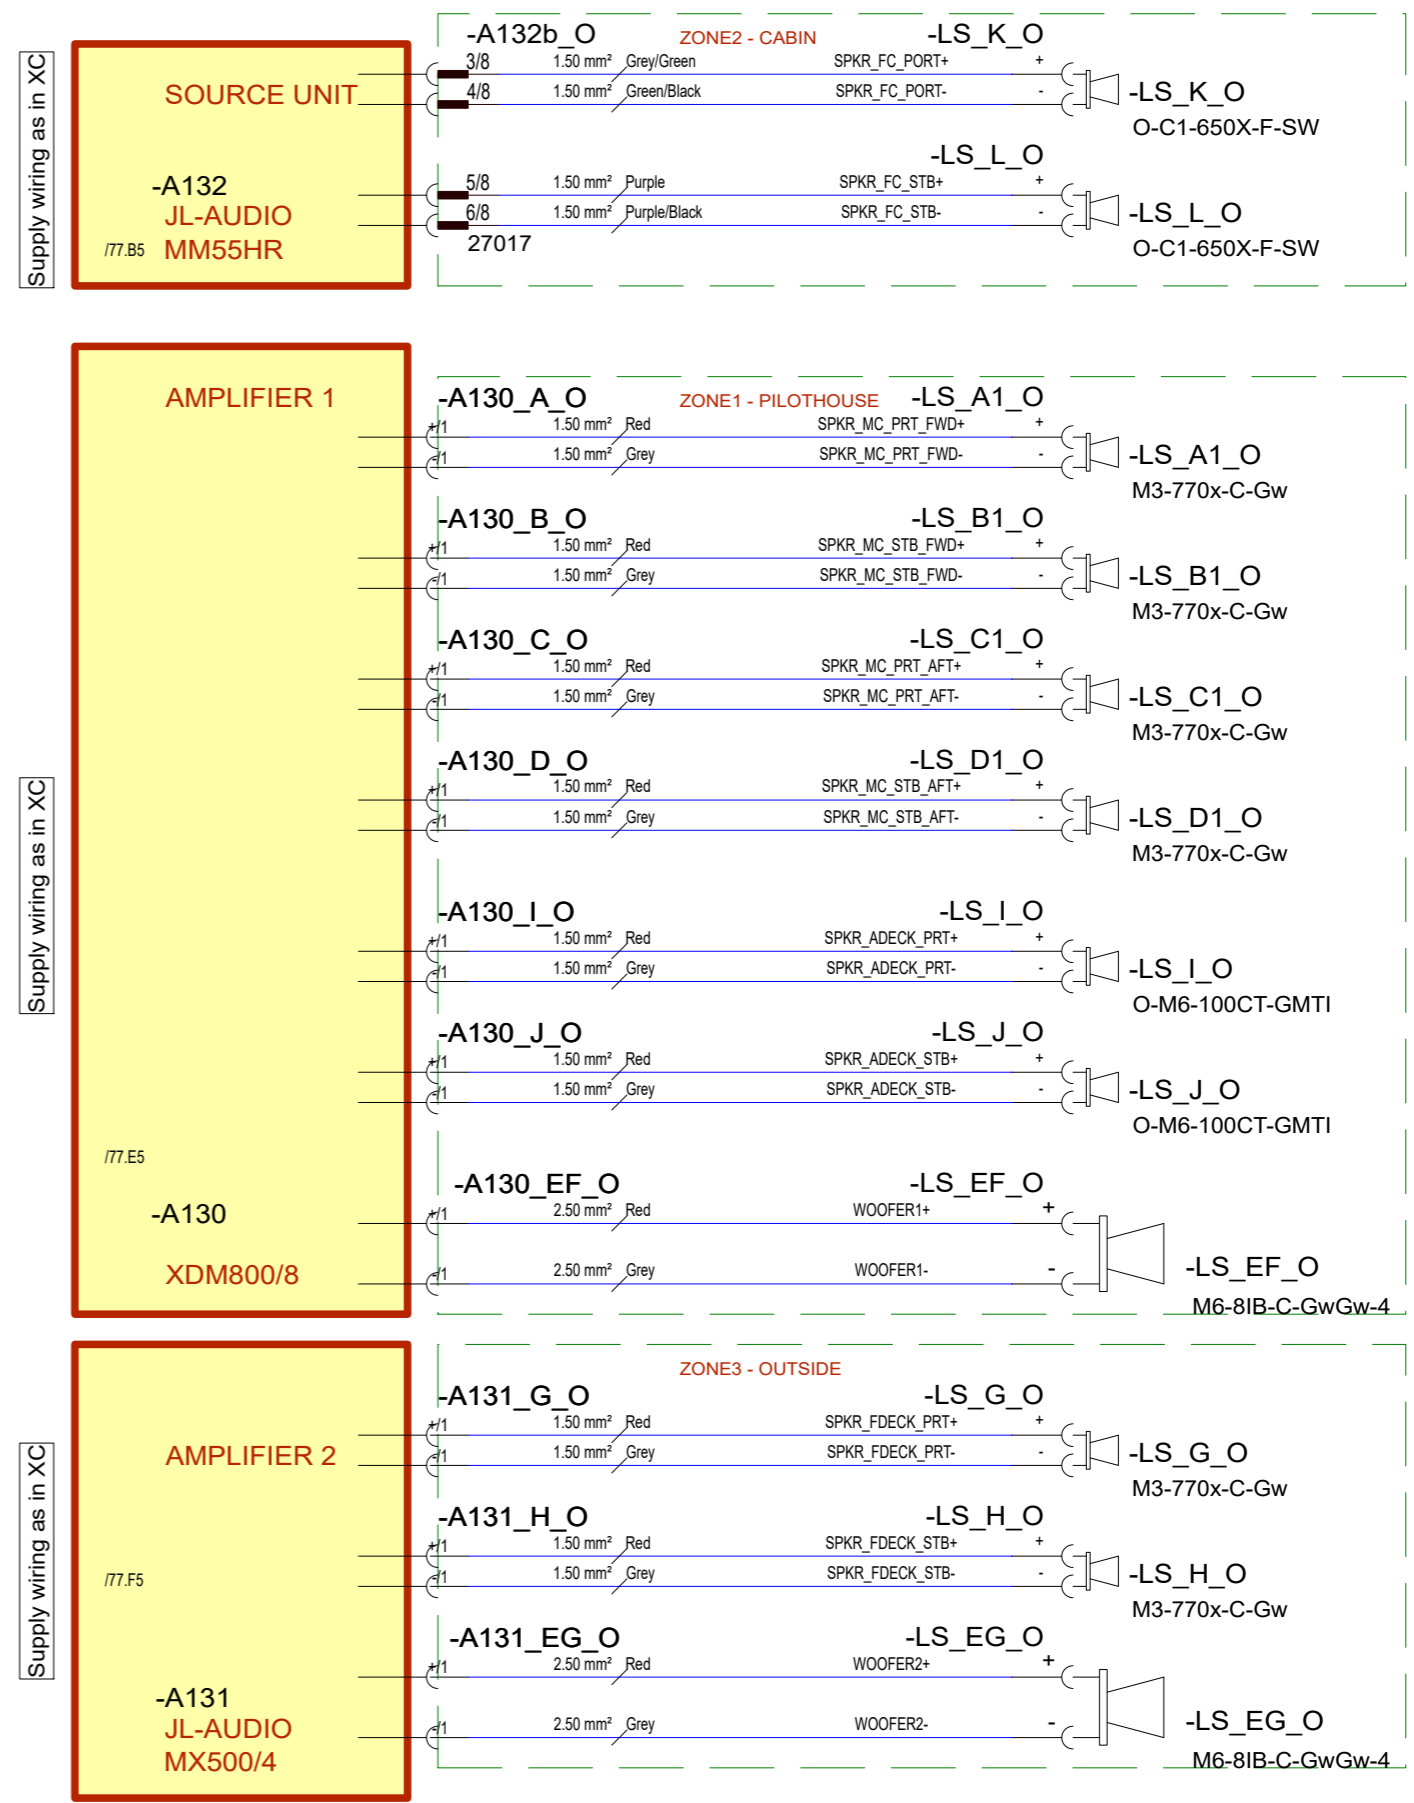 Supply wiring as in XC
SOURCE UNIT
-A132
JL-AUDIO
/77.B5 MM55HR
-A132b_O ZONE2 - CABIN -LS_K_O
3/8 1.50 mm² Grey/Green SPKR_FC_PORT+ +
4/8 1.50 mm² Green/Black SPKR_FC_PORT- -
-LS_K_O
O-C1-650X-F-SW
-LS_L_O
5/8 1.50 mm² Purple SPKR_FC_STB+ +
6/8 1.50 mm² Purple/Black SPKR_FC_STB- -
27017
-LS_L_O
O-C1-650X-F-SW
Supply wiring as in XC
AMPLIFIER 1
/77.E5
-A130
XDM800/8
-A130_A_O ZONE1 - PILOTHOUSE -LS_A1_O
+/1 1.50 mm² Red SPKR_MC_PRT_FWD+ +
-/1 1.50 mm² Grey SPKR_MC_PRT_FWD- -
-LS_A1_O
M3-770x-C-Gw
-A130_B_O -LS_B1_O
+/1 1.50 mm² Red SPKR_MC_STB_FWD+ +
-/1 1.50 mm² Grey SPKR_MC_STB_FWD- -
-LS_B1_O
M3-770x-C-Gw
-A130_C_O -LS_C1_O
+/1 1.50 mm² Red SPKR_MC_PRT_AFT+ +
-/1 1.50 mm² Grey SPKR_MC_PRT_AFT- -
-LS_C1_O
M3-770x-C-Gw
-A130_D_O -LS_D1_O
+/1 1.50 mm² Red SPKR_MC_STB_AFT+ +
-/1 1.50 mm² Grey SPKR_MC_STB_AFT- -
-LS_D1_O
M3-770x-C-Gw
-A130_I_O -LS_I_O
+/1 1.50 mm² Red SPKR_ADECK_PRT+ +
-/1 1.50 mm² Grey SPKR_ADECK_PRT- -
-LS_I_O
O-M6-100CT-GMTI
-A130_J_O -LS_J_O
+/1 1.50 mm² Red SPKR_ADECK_STB+ +
-/1 1.50 mm² Grey SPKR_ADECK_STB- -
-LS_J_O
O-M6-100CT-GMTI
-A130_EF_O -LS_EF_O
+/1 2.50 mm² Red WOOFER1+ +
-/1 2.50 mm² Grey WOOFER1- -
-LS_EF_O
M6-8IB-C-GwGw-4
Supply wiring as in XC
AMPLIFIER 2
/77.F5
-A131
JL-AUDIO
MX500/4
ZONE3 - OUTSIDE
-A131_G_O -LS_G_O
+/1 1.50 mm² Red SPKR_FDECK_PRT+ +
-/1 1.50 mm² Grey SPKR_FDECK_PRT- -
-LS_G_O
M3-770x-C-Gw
-A131_H_O -LS_H_O
+/1 1.50 mm² Red SPKR_FDECK_STB+ +
-/1 1.50 mm² Grey SPKR_FDECK_STB- -
-LS_H_O
M3-770x-C-Gw
-A131_EG_O -LS_EG_O
+/1 2.50 mm² Red WOOFER2+ +
-/1 2.50 mm² Grey WOOFER2- -
-LS_EG_O
M6-8IB-C-GwGw-4